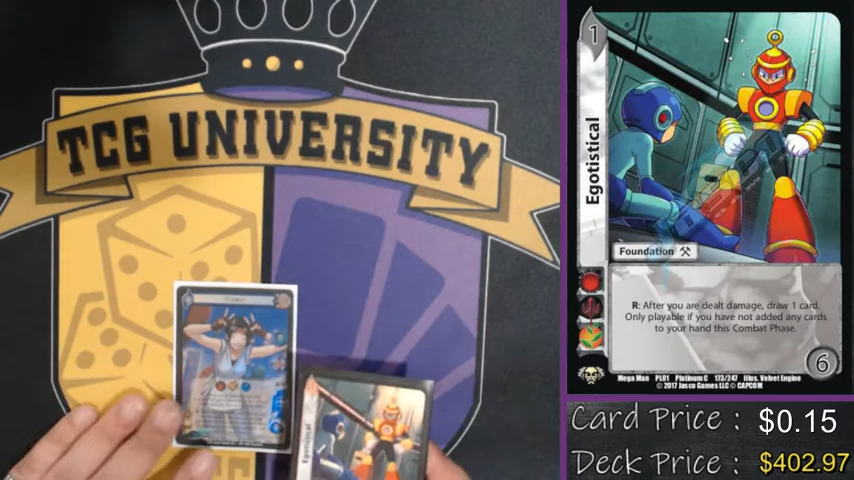 TCG UNIVERSITY
1
Egotistical
Foundation
R: After you are dealt damage, draw 1 card.
Only playable if you have not added any cards
to your hand this Combat Phase.
6
Mega Man PL01 Platinum C 173/247 Illus. Velvet Engine
© 2017 Jasco Games LLC © CAPCOM
Egotistical
Card Price : $0.15
Deck Price : $402.97